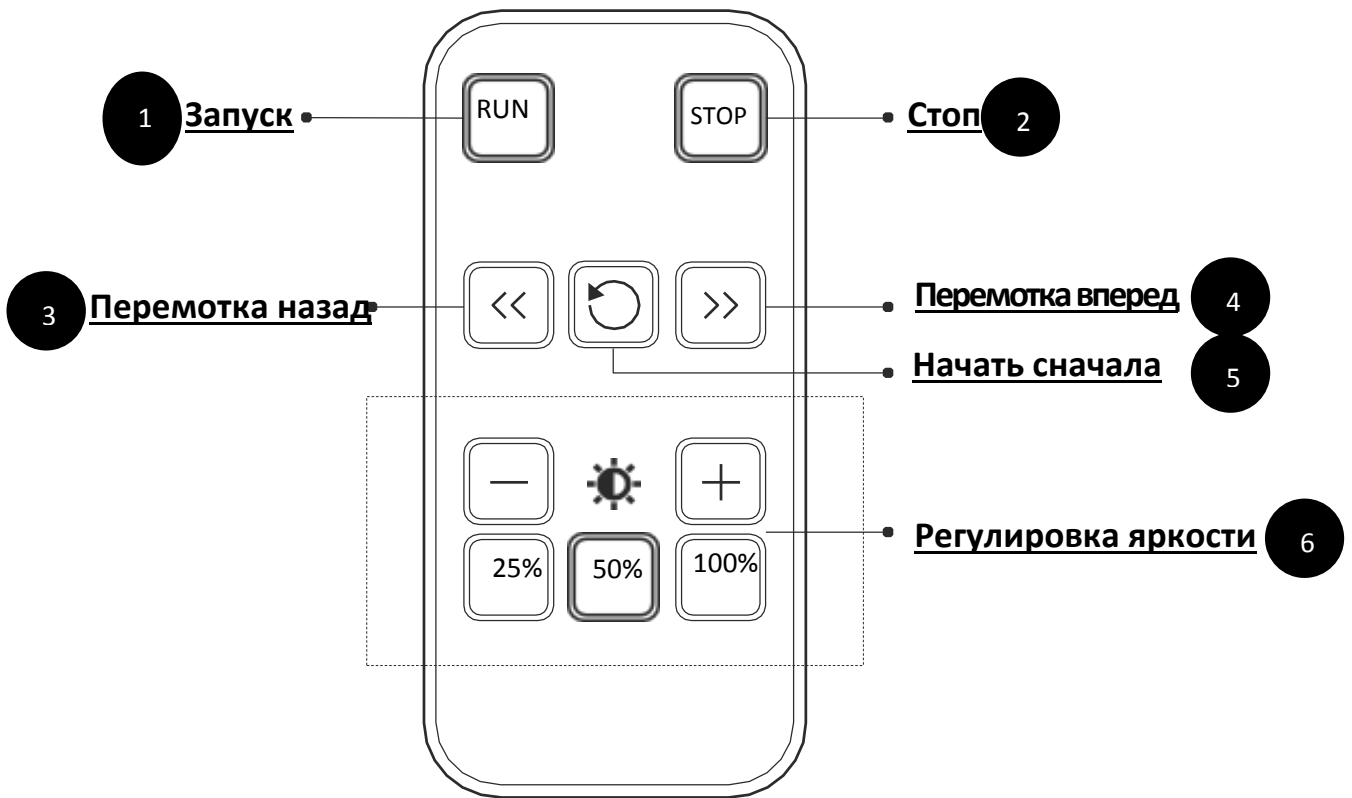 RUN
STOP
1 Запуск
Стоп 2
<<
>>
3 Перемотка назад
Перемотка вперед 4
Начать сначала 5
−
+
Регулировка яркости 6
25%
50%
100%